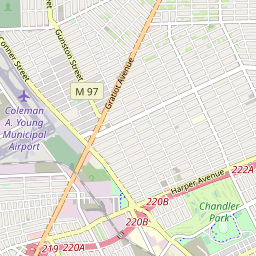 Conner Street
Gunston Street
Gratiot Avenue
M 97
Coleman
A. Young
Municipal
Airport
Harper Avenue
222A
220B
Chandler
Park
220B
219
220A